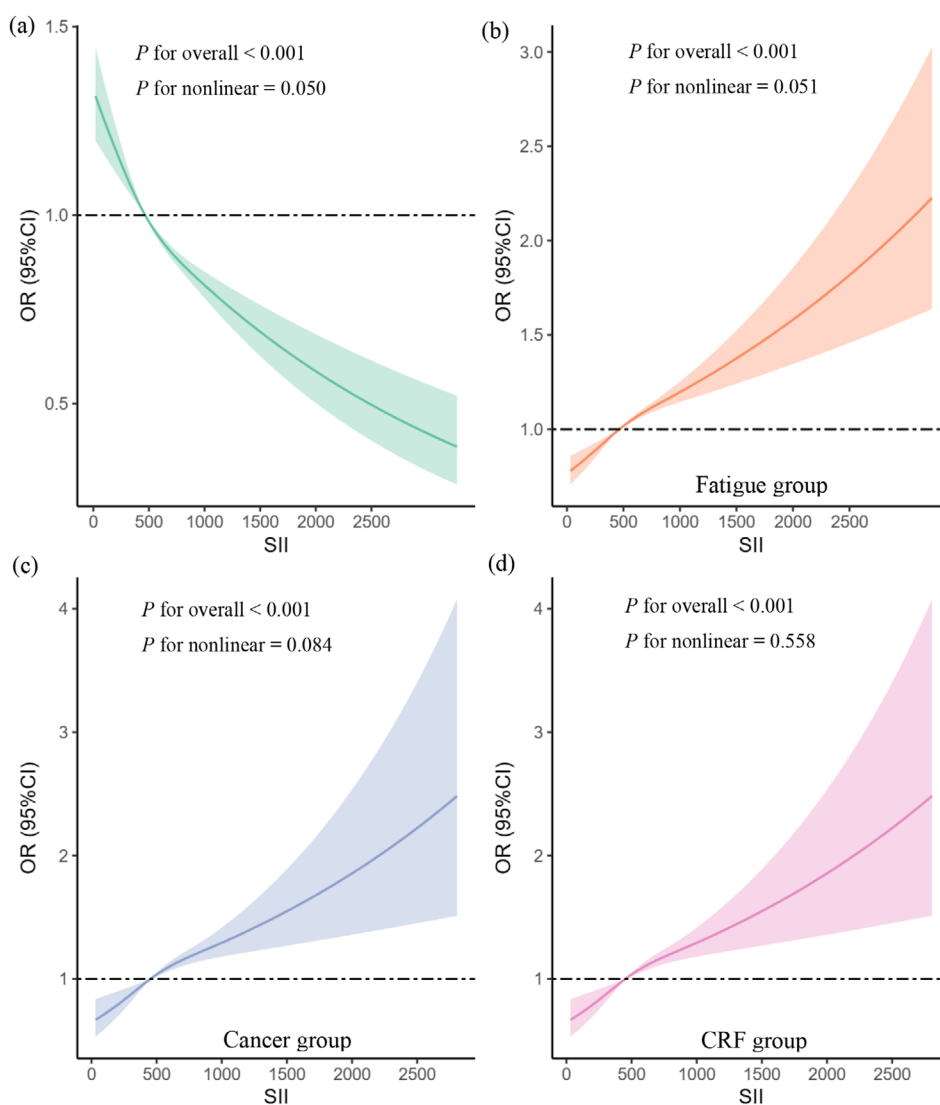 (a)
P for overall < 0.001
P for nonlinear = 0.050
OR (95%CI)
1.5
1.0
0.5
0 500 1000 1500 2000 2500
SII
(b)
P for overall < 0.001
P for nonlinear = 0.051
OR (95%CI)
3.0
2.5
2.0
1.5
1.0
Fatigue group
0 500 1000 1500 2000 2500
SII
(c)
P for overall < 0.001
P for nonlinear = 0.084
OR (95%CI)
4
3
2
1
Cancer group
0 500 1000 1500 2000 2500
SII
(d)
P for overall < 0.001
P for nonlinear = 0.558
OR (95%CI)
4
3
2
1
CRF group
0 500 1000 1500 2000 2500
SII